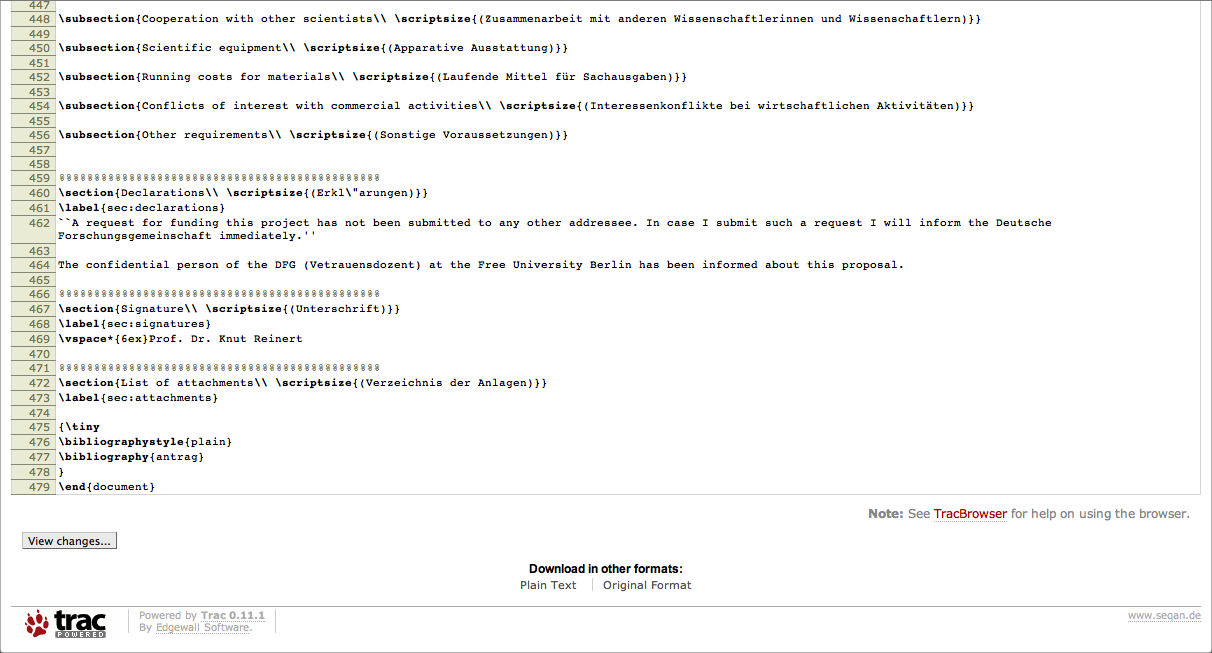 447
448 \subsection{Cooperation with other scientists\\ \scriptsize{(Zusammenarbeit mit anderen Wissenschaftlerinnen und Wissenschaftlern)}}
449
450 \subsection{Scientific equipment\\ \scriptsize{(Apparative Ausstattung)}}
451
452 \subsection{Running costs for materials\\ \scriptsize{(Laufende Mittel für Sachausgaben)}}
453
454 \subsection{Conflicts of interest with commercial activities\\ \scriptsize{(Interessenkonflikte bei wirtschaftlichen Aktivitäten)}}
455
456 \subsection{Other requirements\\ \scriptsize{(Sonstige Voraussetzungen)}}
457
458
459 %%%%%%%%%%%%%%%%%%%%%%%%%%%%%%%%%%%%%%%%%%%%%%
460 \section{Declarations\\ \scriptsize{(Erkl\"arungen)}}
461 \label{sec:declarations}
462 ``A request for funding this project has not been submitted to any other addressee. In case I submit such a request I will inform the Deutsche
Forschungsgemeinschaft immediately.''
463
464 The confidential person of the DFG (Vetrauensdozent) at the Free University Berlin has been informed about this proposal.
465
466 %%%%%%%%%%%%%%%%%%%%%%%%%%%%%%%%%%%%%%%%%%%%%%
467 \section{Signature\\ \scriptsize{(Unterschrift)}}
468 \label{sec:signatures}
469 \vspace*{6ex}Prof. Dr. Knut Reinert
470
471 %%%%%%%%%%%%%%%%%%%%%%%%%%%%%%%%%%%%%%%%%%%%%%
472 \section{List of attachments\\ \scriptsize{(Verzeichnis der Anlagen)}}
473 \label{sec:attachments}
474
475 {\tiny
476 \bibliographystyle{plain}
477 \bibliography{antrag}
478 }
479 \end{document}
Note: See TracBrowser for help on using the browser.
View changes...
Download in other formats:
Plain Text
Original Format
trac
POWERED
Powered by Trac 0.11.1
By Edgewall Software.
www.seqan.de